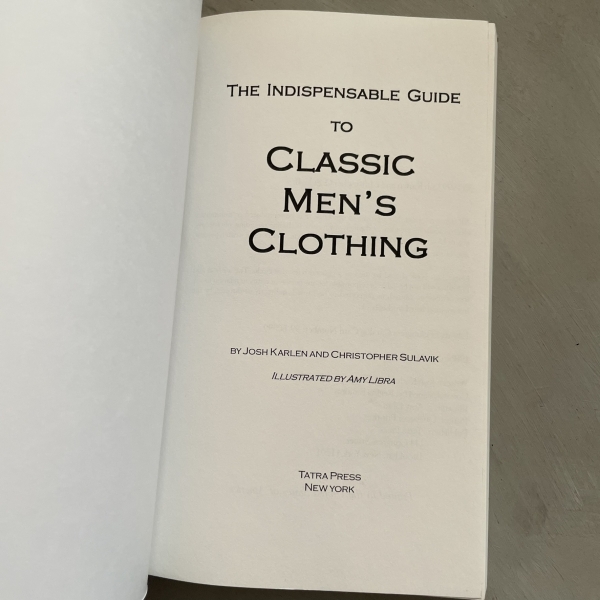 The Indispensable Guide
to
Classic
Men's
Clothing
by Josh Karlen and Christopher Sulavik
Illustrated by Amy Libra
Tatra Press
New York